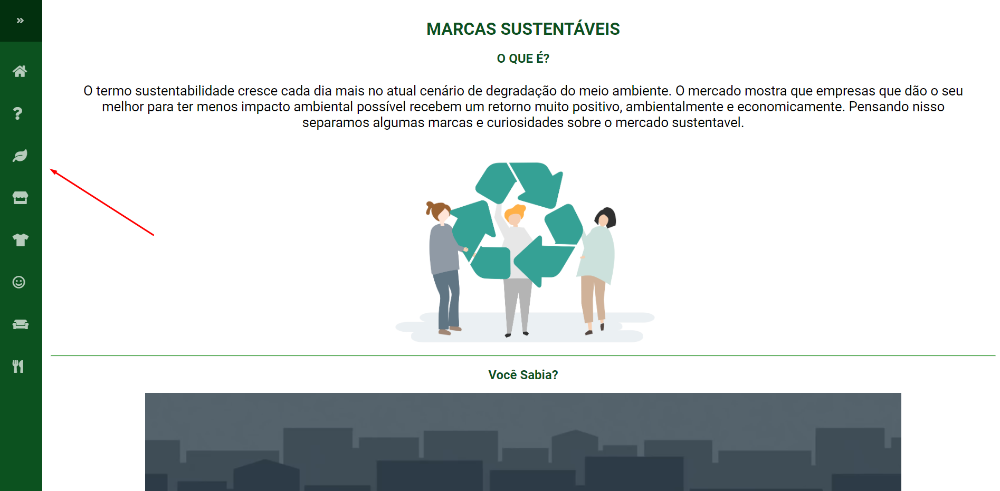 MARCAS SUSTENTÁVEIS
O QUE É?
O termo sustentabilidade cresce cada dia mais no atual cenário de degradação do meio ambiente. O mercado mostra que empresas que dão o seu
melhor para ter menos impacto ambiental possível recebem um retorno muito positivo, ambientalmente e economicamente. Pensando nisso
separamos algumas marcas e curiosidades sobre o mercado sustentavel.
Você Sabia?